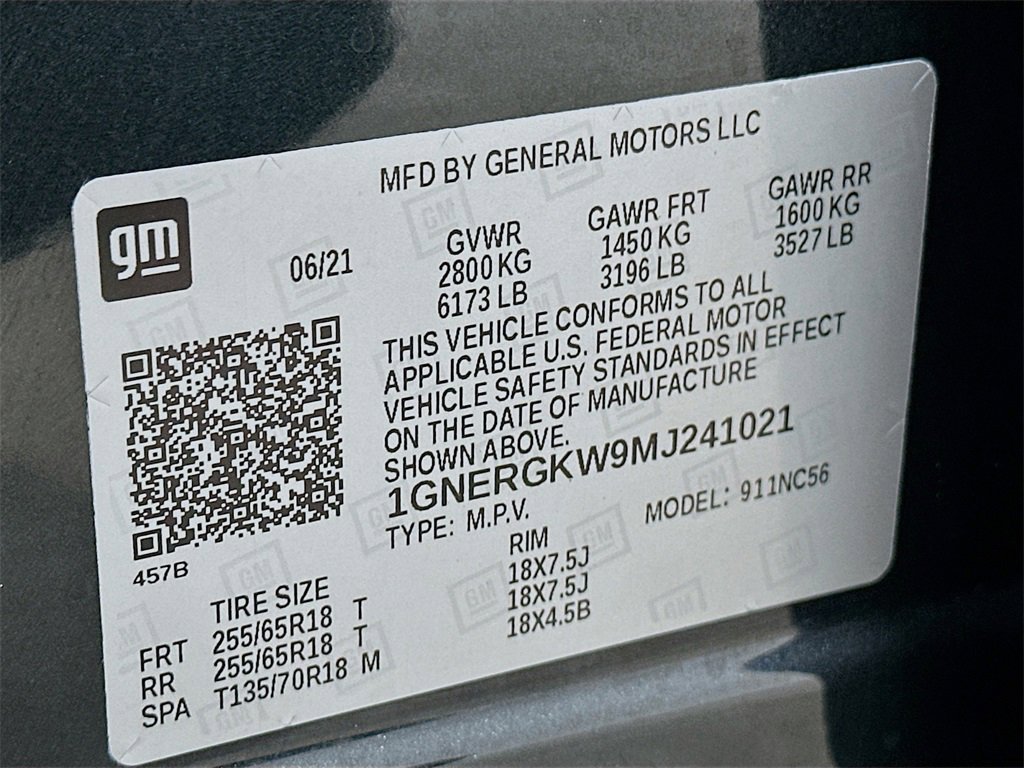 MFD BY GENERAL MOTORS LLC
gm
06/21
GVWR
2800 KG
6173 LB
GAWR FRT
1450 KG
3196 LB
GAWR RR
1600 KG
3527 LB
THIS VEHICLE CONFORMS TO ALL
APPLICABLE U.S. FEDERAL MOTOR
VEHICLE SAFETY STANDARDS IN EFFECT
ON THE DATE OF MANUFACTURE
SHOWN ABOVE.
1GNERGKW9MJ241021
TYPE: M.P.V. MODEL: 911NC56
457B
TIRE SIZE RIM
FRT 255/65R18 T 18X7.5J
RR 255/65R18 T 18X7.5J
SPA T135/70R18 M 18X4.5B